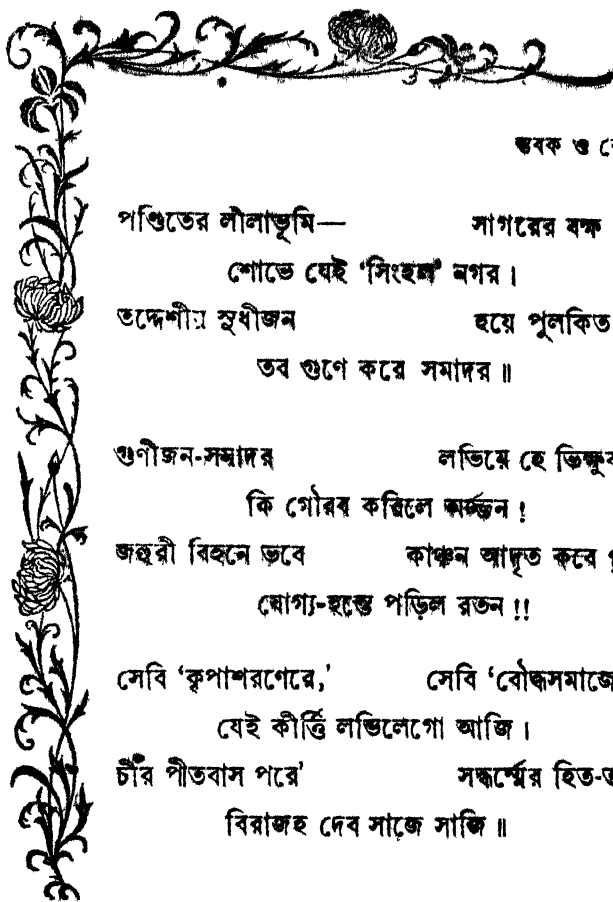 স্তবক ও
পণ্ডিতের লীলাভূমি— সাগরের বক্ষ
শোভে যেই ‘সিংহল’ নগর।
তদ্দেশীয় সুধীজন হয়ে পুলকিত
তব গুণে করে সমাদর॥
গুণীজন-সমাদর লভিয়ে হে
কি গৌরব করিলে অর্জ্জন!
জহুরী বিহনে ভবে কাঞ্চন আদৃত কবে
যোগ্য-হস্তে পড়িল রতন!!
সেবি ‘কৃপাশরণেরে,’ সেবি ‘বৌদ্ধসমাজে
যেই কীর্ত্তি লভিলেগো আজি।
চীর পীতবাস পরে’ সদ্ধর্ম্মের হিত-
বিরাজহ দেব সাজে সাজি॥